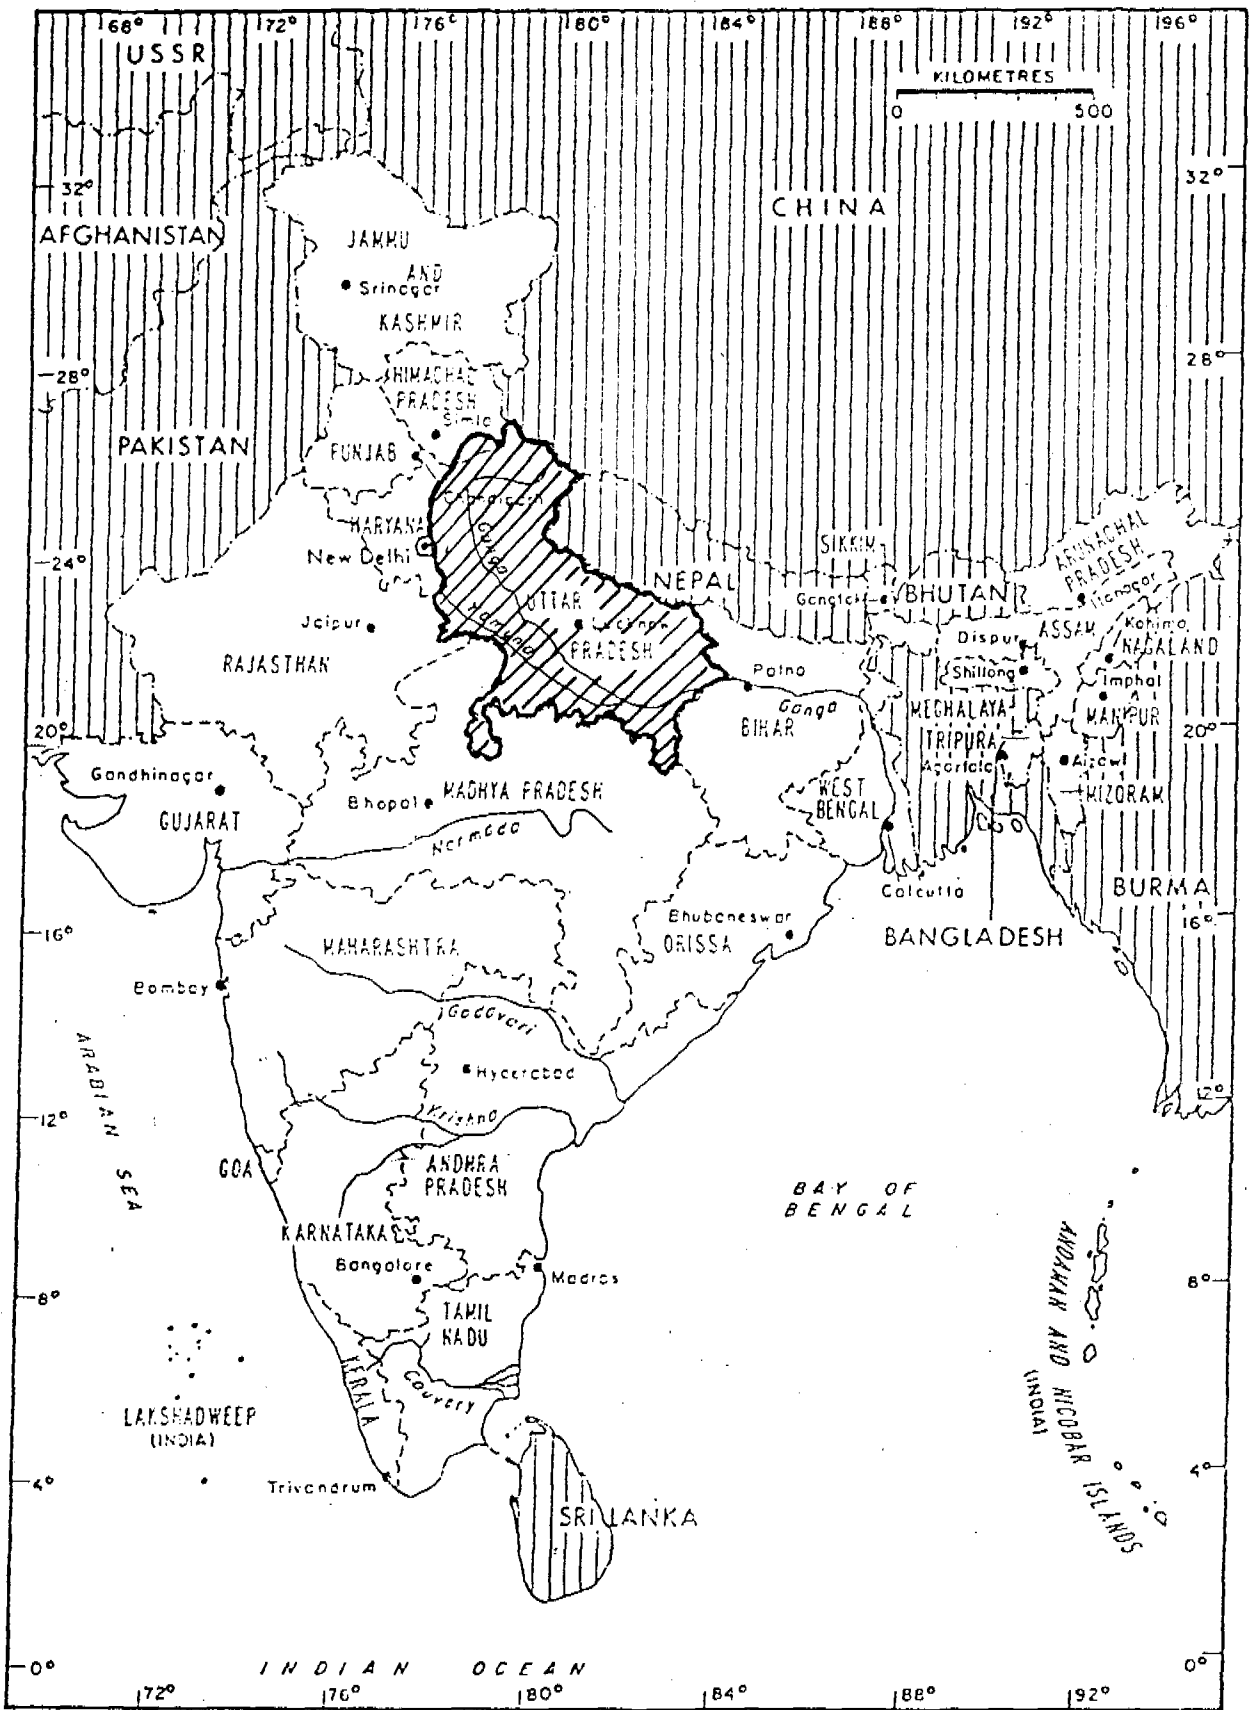 68° 72° 76° 80° 84° 88° 92° 96°
USSR
KILOMETRES
0 500
32° 32°
CHINA
AFGHANISTAN
JAMMU
AND
Srinagar
KASHMIR
28° 28°
HIMACHAL
PRADESH
Simla
PAKISTAN
PUNJAB
Chandigarh
HARYANA
New Delhi
Ganga
24°
SIKKIM
ARUNACHAL
PRADESH
NEPAL
Gangtok
BHUTAN
Itanagar
UTTAR
Lucknow
PRADESH
Yamuna
Jaipur
RAJASTHAN
Dispur
ASSAM
Kohima
NAGALAND
Patna
Shillong
Imphal
Ganga
BIHAR
MEGHALAYA
MANIPUR
20° 20°
TRIPURA
Agartala
Aizawl
Gandhinagar
Bhopal
MADHYA PRADESH
WEST
BENGAL
MIZORAM
GUJARAT
Narmada
Calcutta
BURMA
Bhubaneswar
16° 16°
MAHARASHTRA
ORISSA
BANGLADESH
Bombay
Godavari
ARABIAN SEA
Hyderabad
12° 12°
Krishna
GOA
ANDHRA
PRADESH
BAY OF
BENGAL
KARNATAKA
Bangalore
Madras
8° 8°
TAMIL
NADU
ANDAMAN AND NICOBAR ISLANDS
(INDIA)
KERALA
Cauvery
LAKSHADWEEP
(INDIA)
4° 4°
Trivandrum
SRI LANKA
0° 0°
INDIAN OCEAN
72° 76° 80° 84° 88° 92°